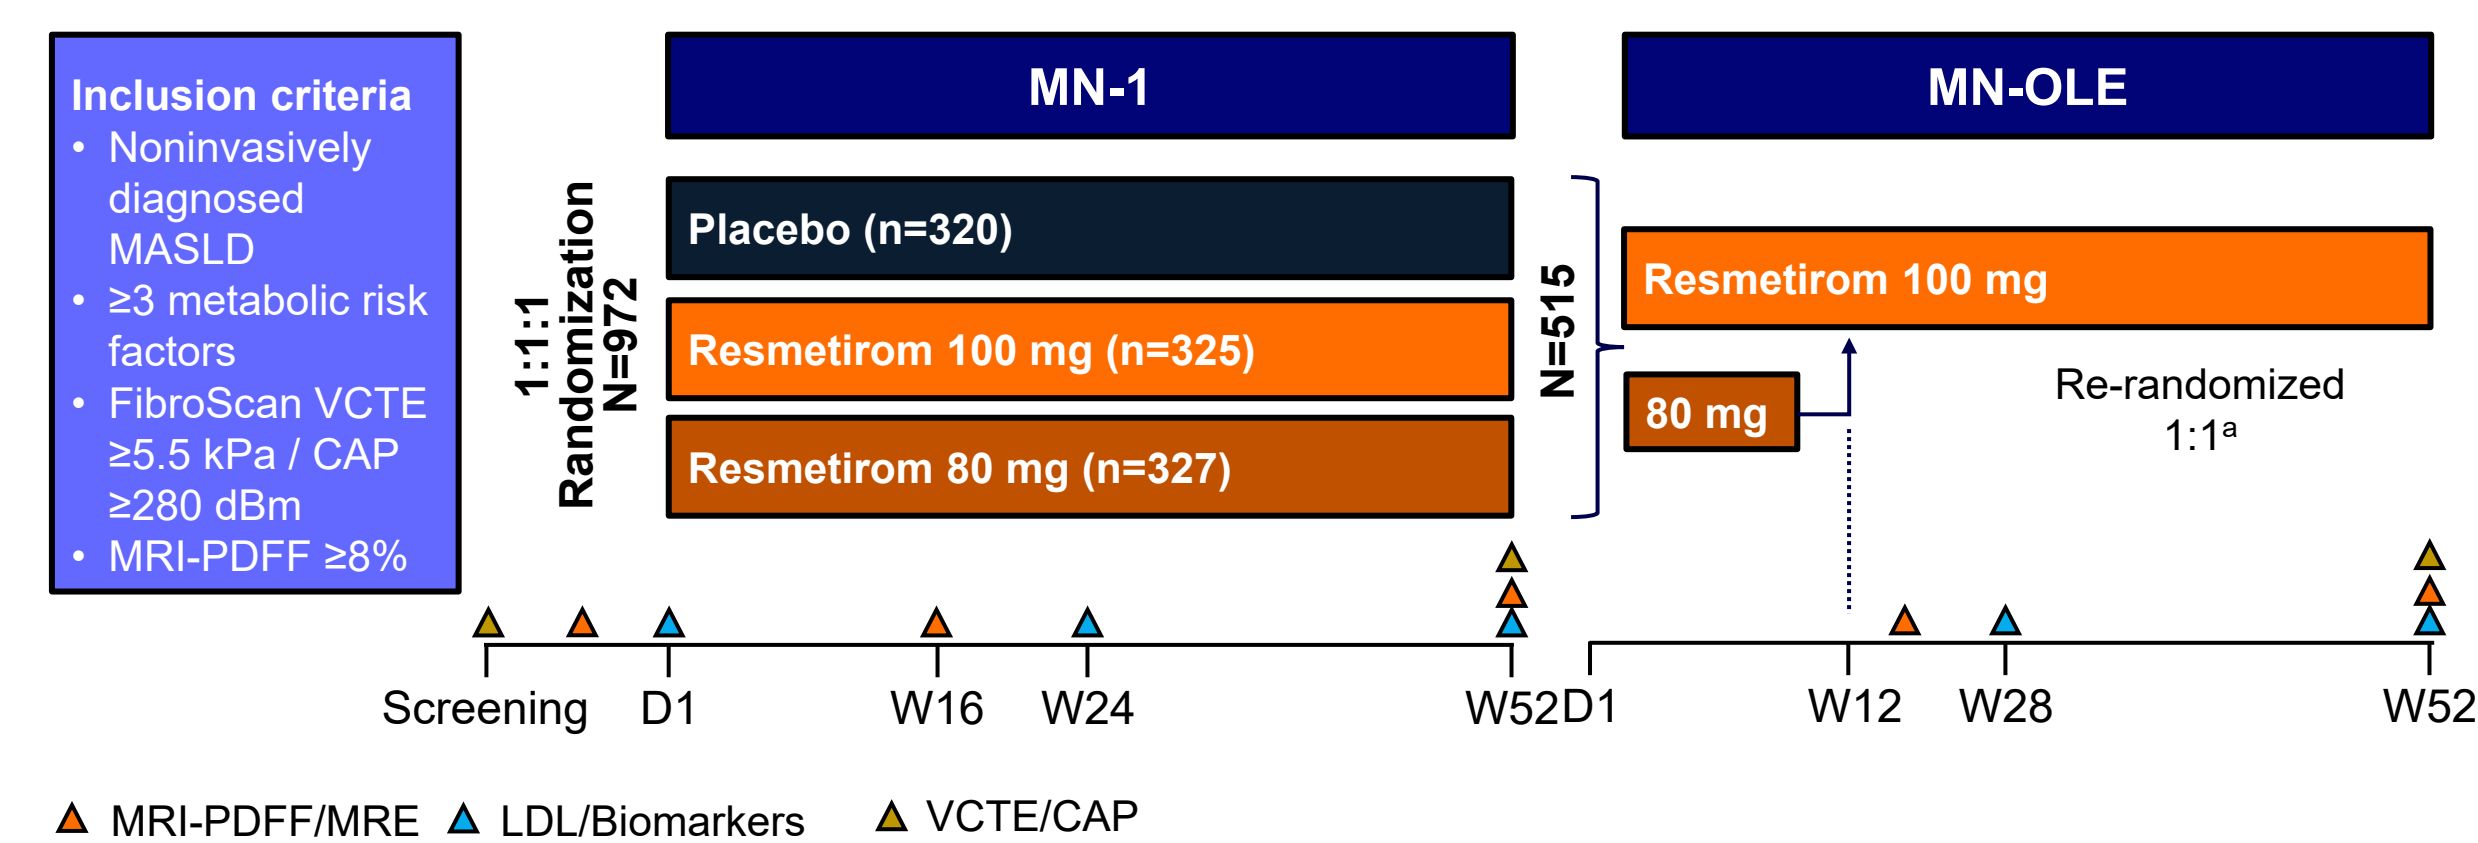 Inclusion criteria
• Noninvasively
diagnosed
MASLD
• ≥3 metabolic risk
factors
• FibroScan VCTE
≥5.5 kPa / CAP
≥280 dBm
• MRI-PDFF ≥8%
1:1:1
Randomization
N=972
MN-1
Placebo (n=320)
Resmetirom 100 mg (n=325)
Resmetirom 80 mg (n=327)
N=515
MN-OLE
Resmetirom 100 mg
80 mg
Re-randomized
1:1ᵃ
Screening D1 W16 W24 W52 D1 W12 W28 W52
MRI-PDFF/MRE LDL/Biomarkers VCTE/CAP